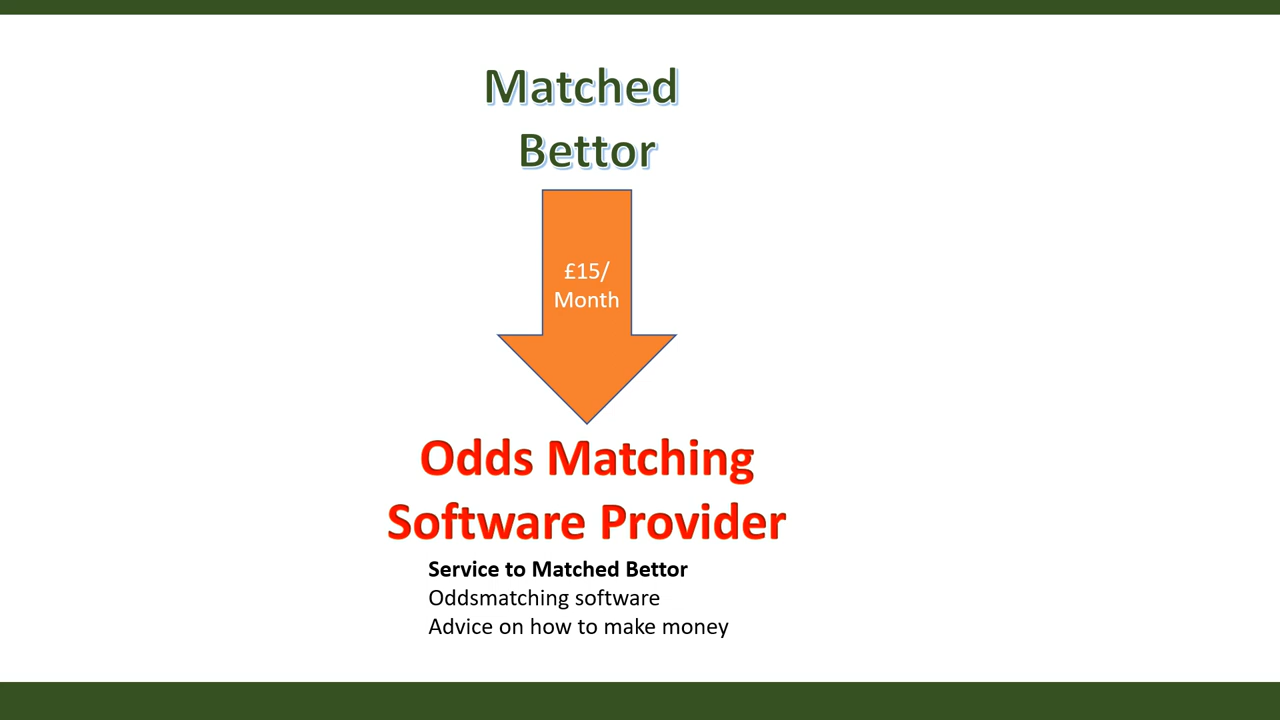 Matched
Bettor
£15/
Month
Odds Matching
Software Provider
Service to Matched Bettor
Oddsmatching software
Advice on how to make money